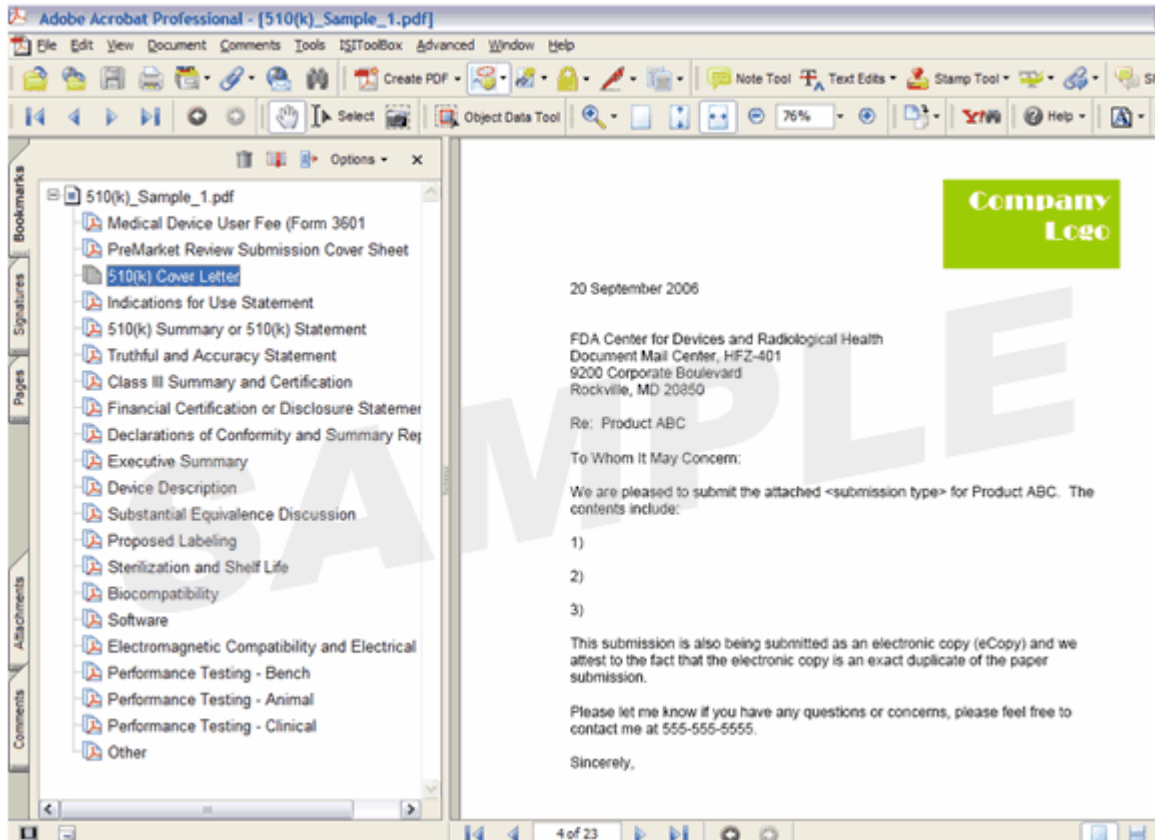 Adobe Acrobat Professional - [510(k)_Sample_1.pdf]
File Edit View Document Comments Tools ISIToolBox Advanced Window Help
Create PDF Note Tool Text Edits Stamp Tool
Select Object Data Tool 76% Help
Options
Bookmarks
Signatures
Pages
Attachments
Comments
510(k)_Sample_1.pdf
Medical Device User Fee (Form 3601
PreMarket Review Submission Cover Sheet
510(k) Cover Letter
Indications for Use Statement
510(k) Summary or 510(k) Statement
Truthful and Accuracy Statement
Class III Summary and Certification
Financial Certification or Disclosure Statemer
Declarations of Conformity and Summary Rep
Executive Summary
Device Description
Substantial Equivalence Discussion
Proposed Labeling
Sterilization and Shelf Life
Biocompatibility
Software
Electromagnetic Compatibility and Electrical
Performance Testing - Bench
Performance Testing - Animal
Performance Testing - Clinical
Other
Company
Logo
20 September 2006
FDA Center for Devices and Radiological Health
Document Mail Center, HFZ-401
9200 Corporate Boulevard
Rockville, MD 20850
Re: Product ABC
To Whom It May Concern:
We are pleased to submit the attached <submission type> for Product ABC. The
contents include:
1)
2)
3)
This submission is also being submitted as an electronic copy (eCopy) and we
attest to the fact that the electronic copy is an exact duplicate of the paper
submission.
Please let me know if you have any questions or concerns, please feel free to
contact me at 555-555-5555.
Sincerely,
SAMPLE
4 of 23